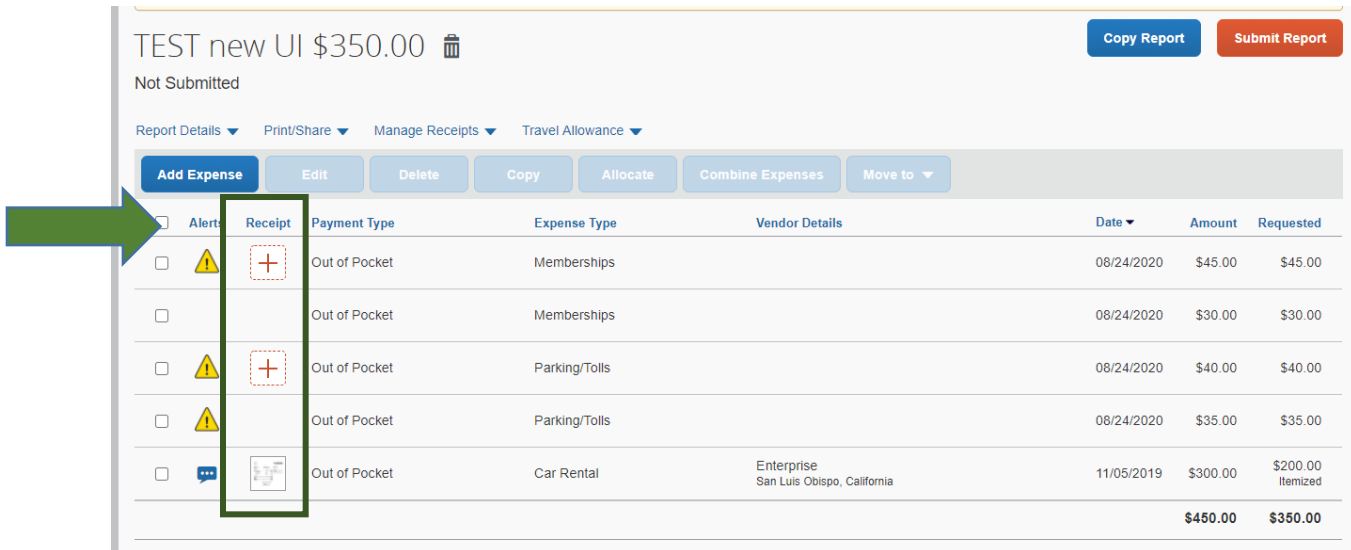 TEST new UI $350.00
Copy Report
Submit Report
Not Submitted
Report Details
Print/Share
Manage Receipts
Travel Allowance
Add Expense
Edit
Delete
Copy
Allocate
Combine Expenses
Move to
Alerts Receipt Payment Type Expense Type Vendor Details Date Amount Requested
Out of Pocket Memberships 08/24/2020 $45.00 $45.00
Out of Pocket Memberships 08/24/2020 $30.00 $30.00
Out of Pocket Parking/Tolls 08/24/2020 $40.00 $40.00
Out of Pocket Parking/Tolls 08/24/2020 $35.00 $35.00
Out of Pocket Car Rental Enterprise 11/05/2019 $300.00 $200.00
San Luis Obispo, California Itemized
$450.00 $350.00